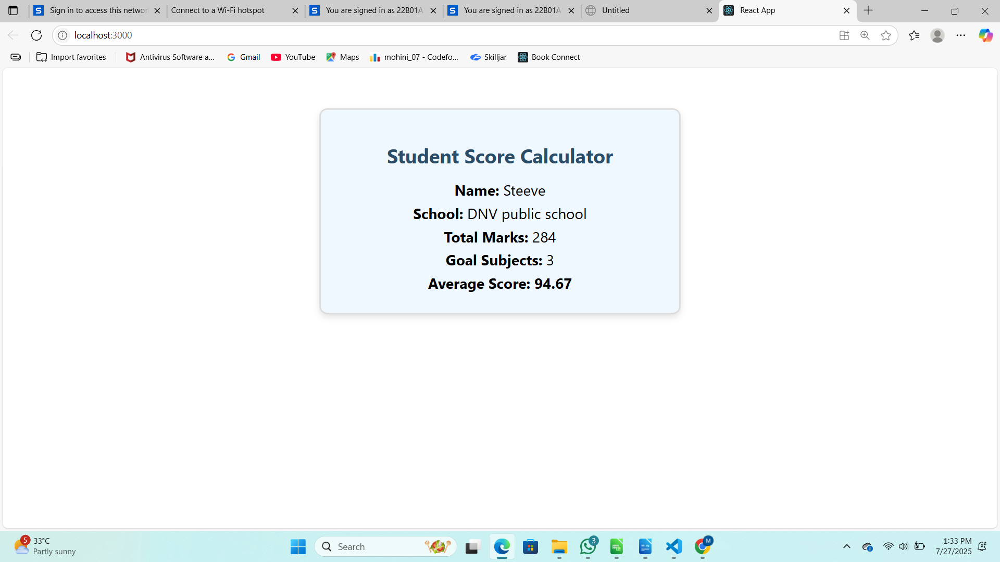 Sign in to access this networ
Connect to a Wi-Fi hotspot
You are signed in as 22B01A
You are signed in as 22B01A
Untitled
React App
localhost:3000
Import favorites
Antivirus Software a...
Gmail
YouTube
Maps
mohini_07 - Codefo...
Skilljar
Book Connect
Student Score Calculator
Name: Steeve
School: DNV public school
Total Marks: 284
Goal Subjects: 3
Average Score: 94.67
5
33°C
Partly sunny
Search
3
M
1:33 PM
7/27/2025